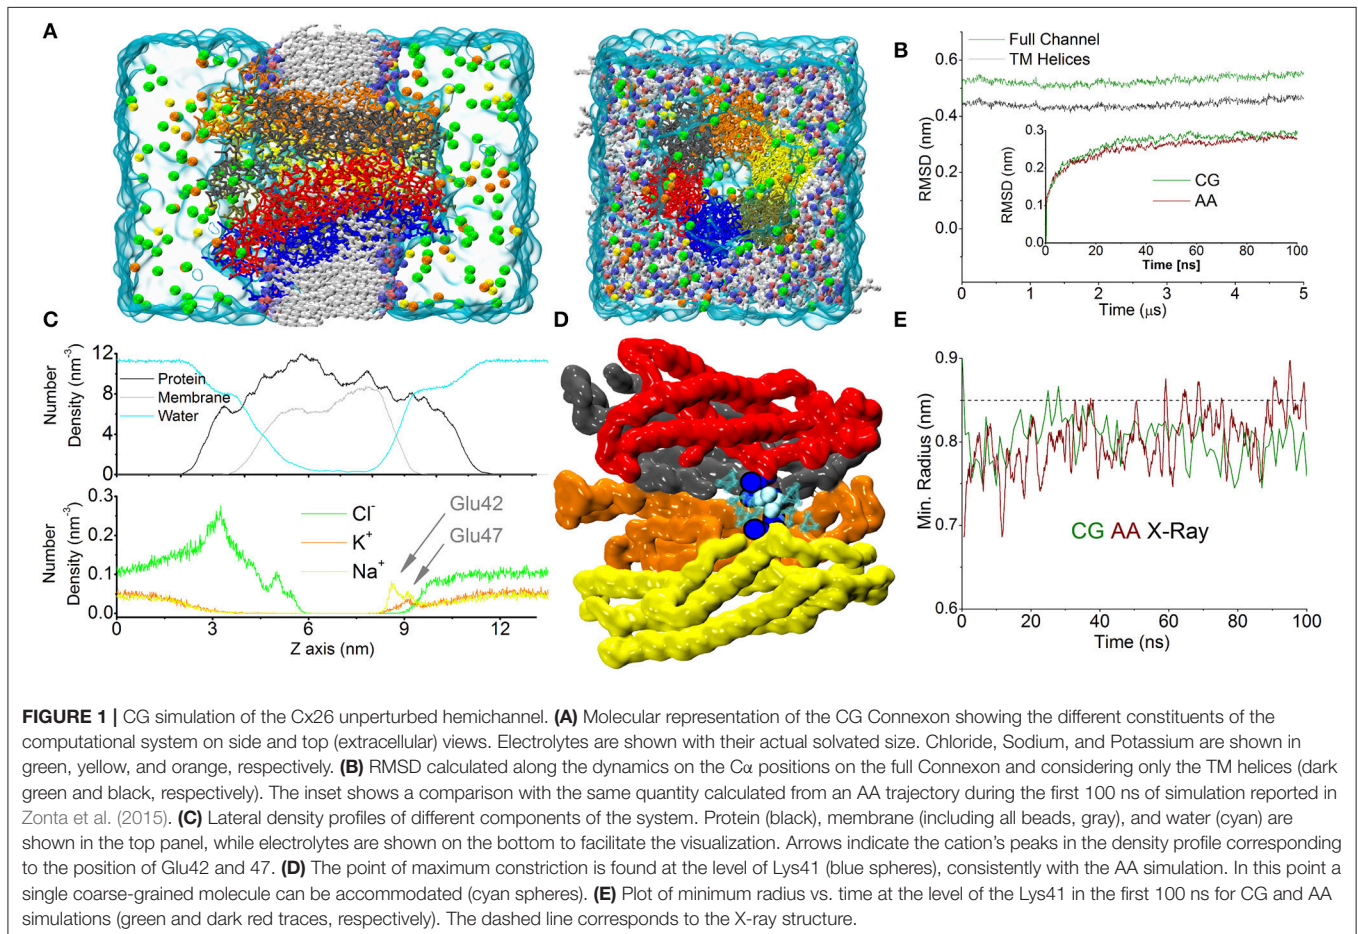 A
B
Full Channel
TM Helices
0.6
0.4
0.2
0.0
RMSD (nm)
0.3
0.2
0.1
RMSD (nm)
CG
AA
0 20 40 60 80 100
Time [ns]
0 1 2 3 4 5
Time (μs)
C
12
8
4
0
Number
Density (nm⁻³)
Protein
Membrane
Water
0.3
0.2
0.1
0.0
Number
Density (nm⁻³)
Cl⁻
K⁺
Na⁺
Glu42
Glu47
0 3 6 9 12
Z axis (nm)
D
E
0.9
0.8
0.7
0.6
Min. Radius (nm)
CG AA X-Ray
0 20 40 60 80 100
Time (ns)
FIGURE 1 | CG simulation of the Cx26 unperturbed hemichannel. (A) Molecular representation of the CG Connexon showing the different constituents of the
computational system on side and top (extracellular) views. Electrolytes are shown with their actual solvated size. Chloride, Sodium, and Potassium are shown in
green, yellow, and orange, respectively. (B) RMSD calculated along the dynamics on the Cα positions on the full Connexon and considering only the TM helices (dark
green and black, respectively). The inset shows a comparison with the same quantity calculated from an AA trajectory during the first 100 ns of simulation reported in
Zonta et al. (2015). (C) Lateral density profiles of different components of the system. Protein (black), membrane (including all beads, gray), and water (cyan) are
shown in the top panel, while electrolytes are shown on the bottom to facilitate the visualization. Arrows indicate the cation's peaks in the density profile corresponding
to the position of Glu42 and 47. (D) The point of maximum constriction is found at the level of Lys41 (blue spheres), consistently with the AA simulation. In this point a
single coarse-grained molecule can be accommodated (cyan spheres). (E) Plot of minimum radius vs. time at the level of the Lys41 in the first 100 ns for CG and AA
simulations (green and dark red traces, respectively). The dashed line corresponds to the X-ray structure.